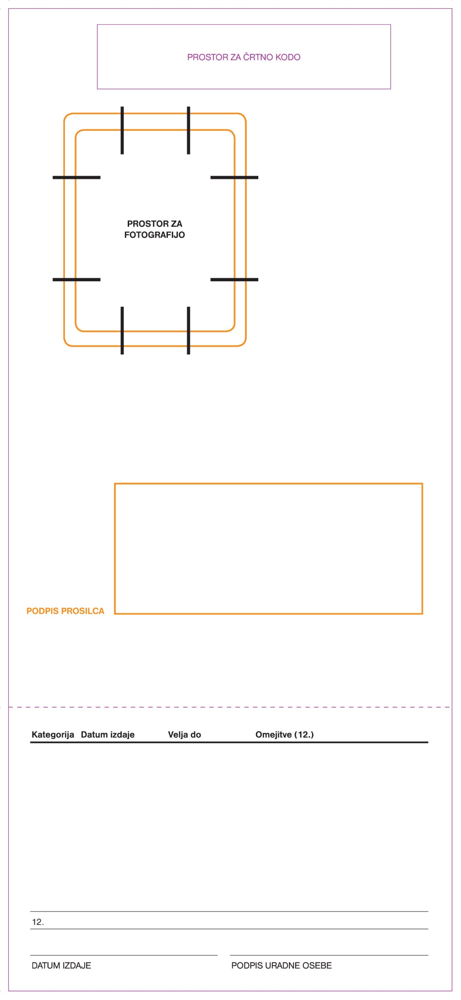 PROSTOR ZA ČRTNO KODO
PROSTOR ZA
FOTOGRAFIJO
PODPIS PROSILCA
Kategorija Datum izdaje Velja do Omejitve (12.)
12.
DATUM IZDAJE PODPIS URADNE OSEBE